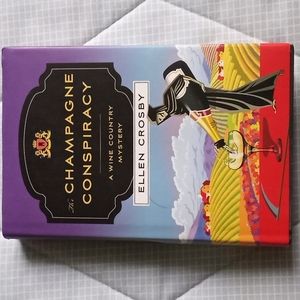 The
CHAMPAGNE
CONSPIRACY
A WINE COUNTRY
MYSTERY
ELLEN CROSBY